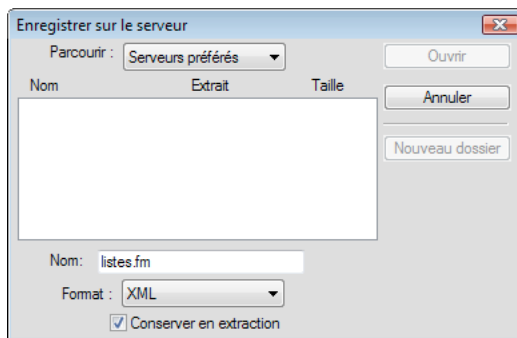 Enregistrer sur le serveur
Parcourir : Serveurs préférés Ouvrir
Nom Extrait Taille
Annuler
Nouveau dossier
Nom: listes.fm
Format : XML
Conserver en extraction